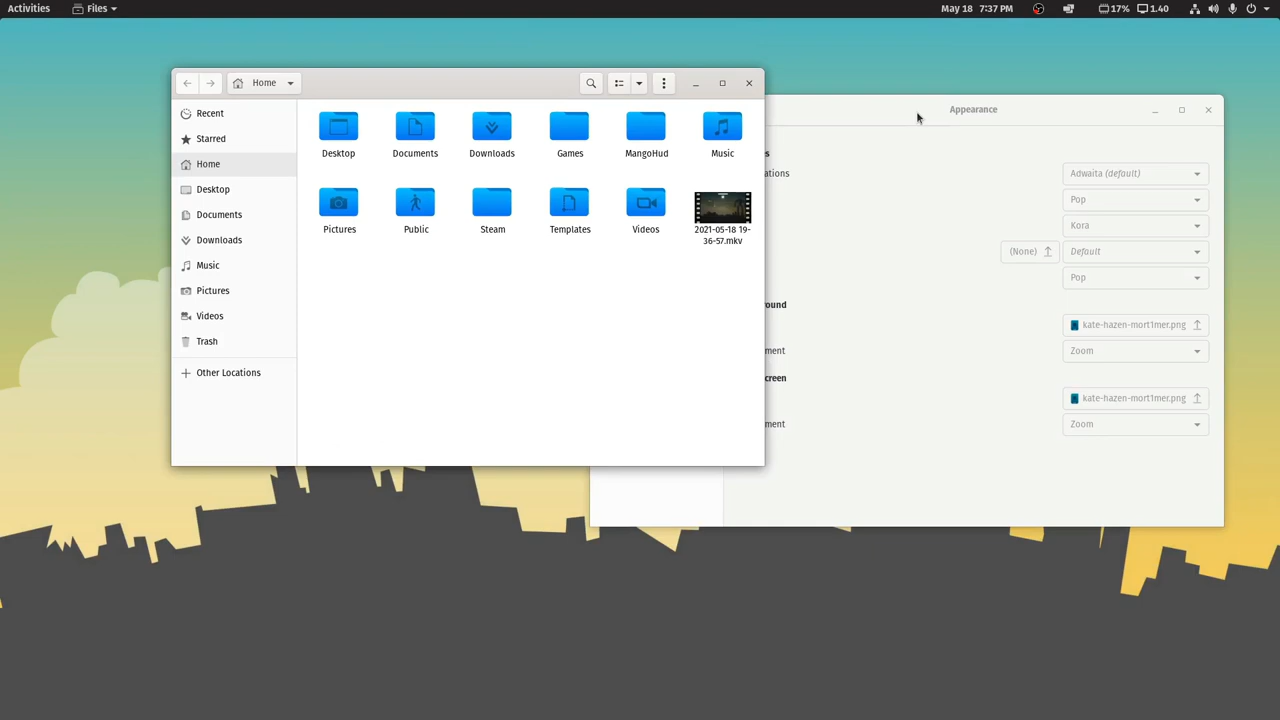 Activities
Files
May 18 7:37 PM
17%
1.40
Home
Recent
Starred
Home
Desktop
Documents
Downloads
Music
Pictures
Videos
Trash
Other Locations
Desktop
Documents
Downloads
Games
MangoHud
Music
Pictures
Public
Steam
Templates
Videos
2021-05-18 19-
36-57.mkv
Appearance
s
ations
Adwaita (default)
Pop
Kora
(None)
Default
Pop
ound
kate-hazen-mort1mer.png
ment
Zoom
creen
kate-hazen-mort1mer.png
ment
Zoom